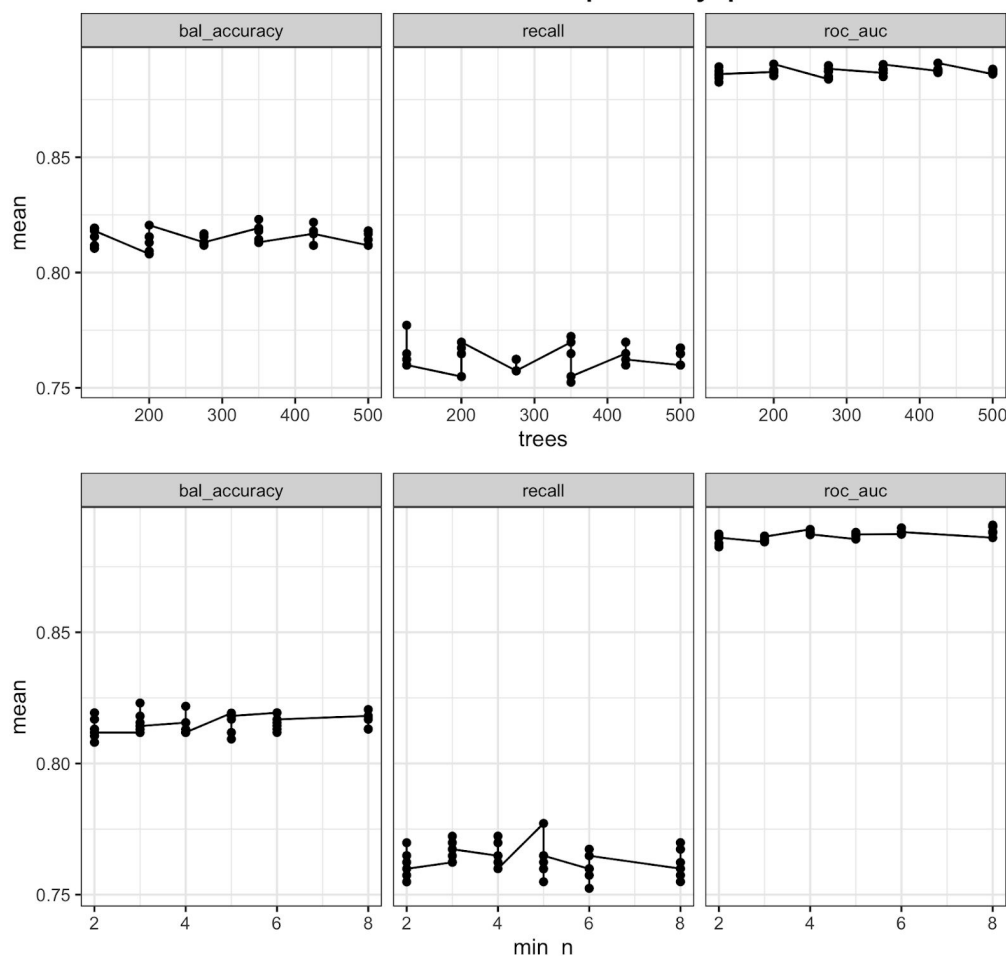 bal_accuracy recall roc_auc
0.85
0.80
0.75
mean
200 300 400 500 200 300 400 500 200 300 400 500
trees
bal_accuracy recall roc_auc
0.85
0.80
0.75
mean
2 4 6 8 2 4 6 8 2 4 6 8
min_n